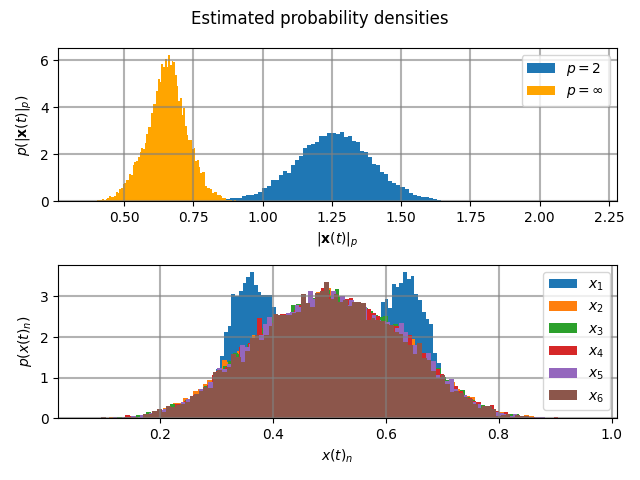 Estimated probability densities
p(|𝐱(t)|ₚ)
6
4
2
0
p = 2
p = ∞
0.50 0.75 1.00 1.25 1.50 1.75 2.00 2.25
|𝐱(t)|ₚ
p(x(t)ₙ)
3
2
1
0
x₁
x₂
x₃
x₄
x₅
x₆
0.2 0.4 0.6 0.8 1.0
x(t)ₙ